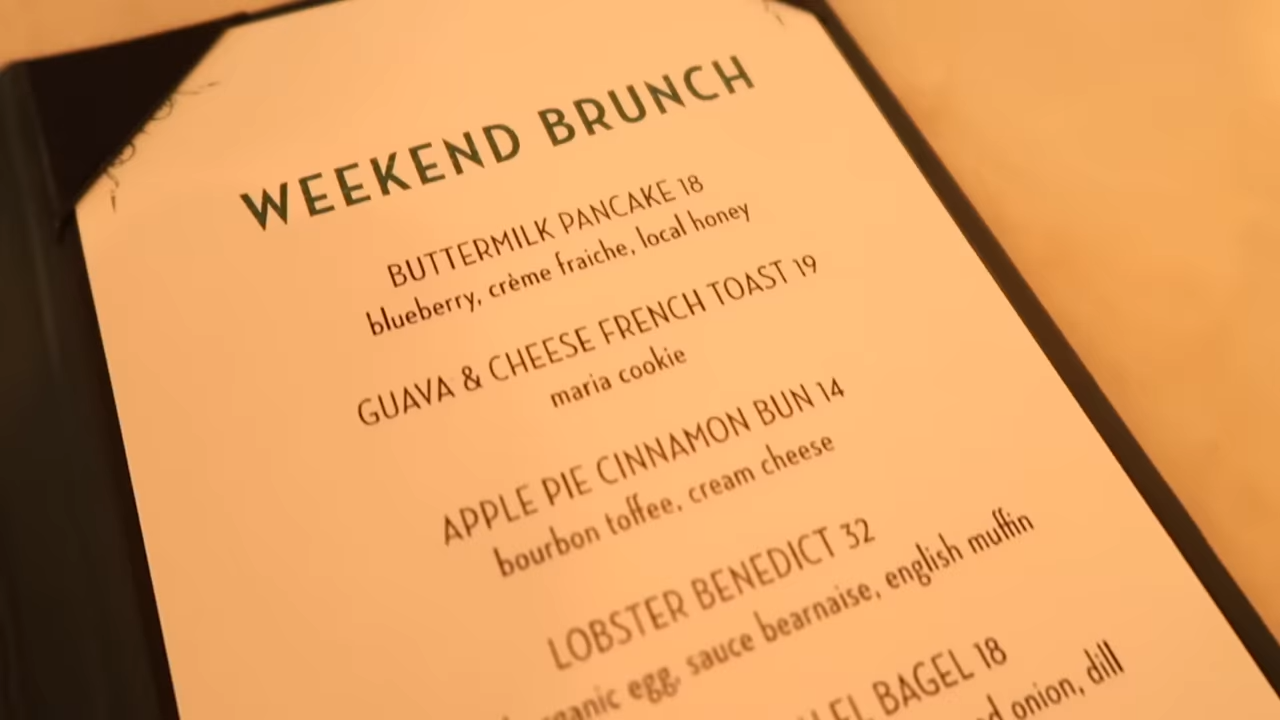 WEEKEND BRUNCH
BUTTERMILK PANCAKE 18
blueberry, crème fraiche, local honey
GUAVA & CHEESE FRENCH TOAST 19
maria cookie
APPLE PIE CINNAMON BUN 14
bourbon toffee, cream cheese
LOBSTER BENEDICT 32
egg, sauce bearnaise, english muffin
BAGEL 18
onion, dill